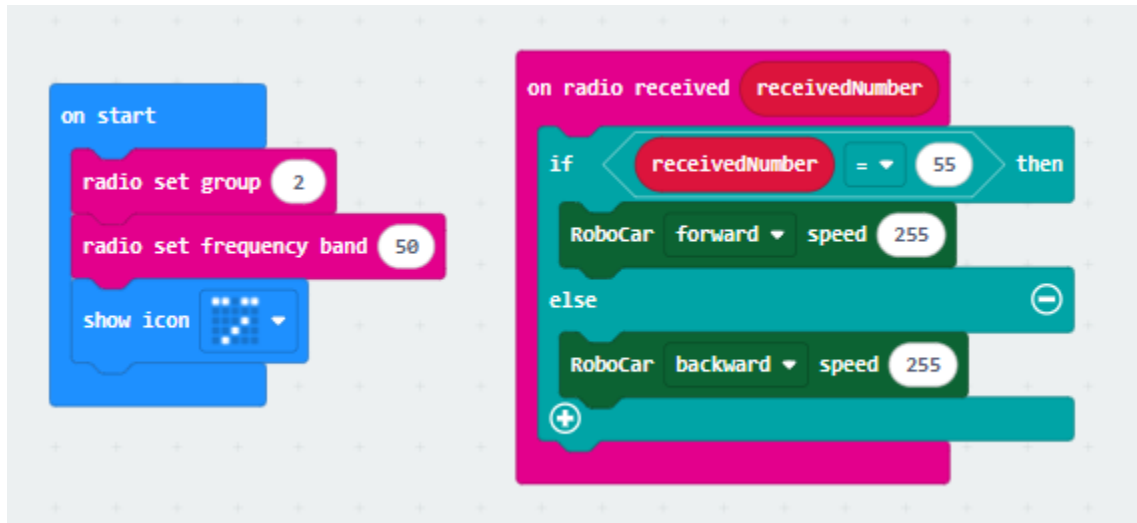 on start
radio set group 2
radio set frequency band 50
show icon
on radio received receivedNumber
if receivedNumber = 55 then
RoboCar forward speed 255
else
RoboCar backward speed 255